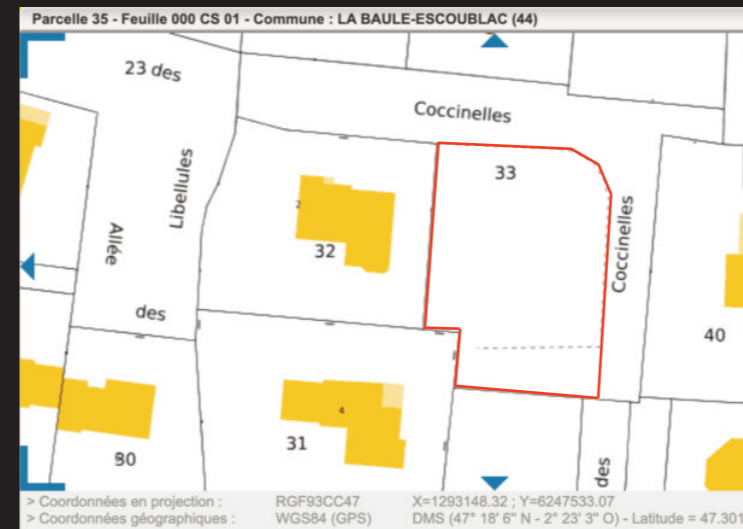 Parcelle 35 - Feuille 000 CS 01 - Commune : LA BAULE-ESCOUBLAC (44)
23 des
Coccinelles
33
Libellules
Coccinelles
2
32
Allée
des
40
4
31
30
des
> Coordonnées en projection : RGF93CC47 X=1293148.32 ; Y=6247533.07
> Coordonnées géographiques : WGS84 (GPS) DMS (47° 18' 6" N - 2° 23' 3" O) - Latitude = 47.301